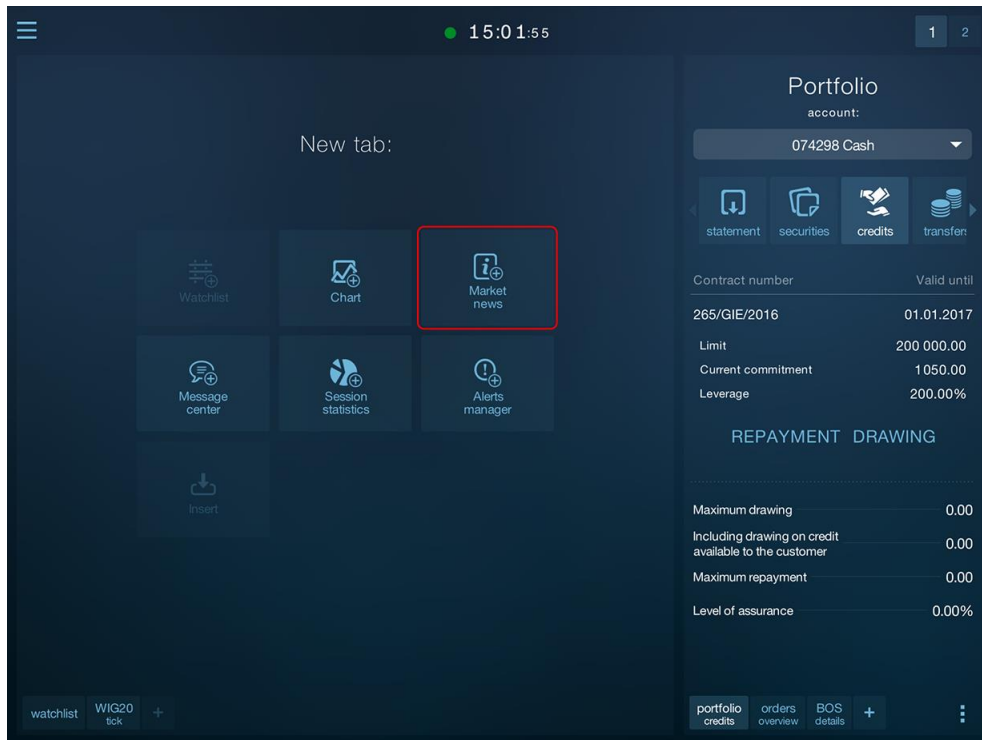 15:01:55
1 2
New tab:
Watchlist
Chart
Market
news
Message
center
Session
statistics
Alerts
manager
Insert
watchlist
WIG20
tick
+
Portfolio
account:
074298 Cash
statement
securities
credits
transfers
Contract number Valid until
265/GIE/2016 01.01.2017
Limit 200 000.00
Current commitment 1050.00
Leverage 200.00%
REPAYMENT DRAWING
Maximum drawing 0.00
Including drawing on credit
available to the customer 0.00
Maximum repayment 0.00
Level of assurance 0.00%
portfolio
credits
orders
overview
BOS
details
+